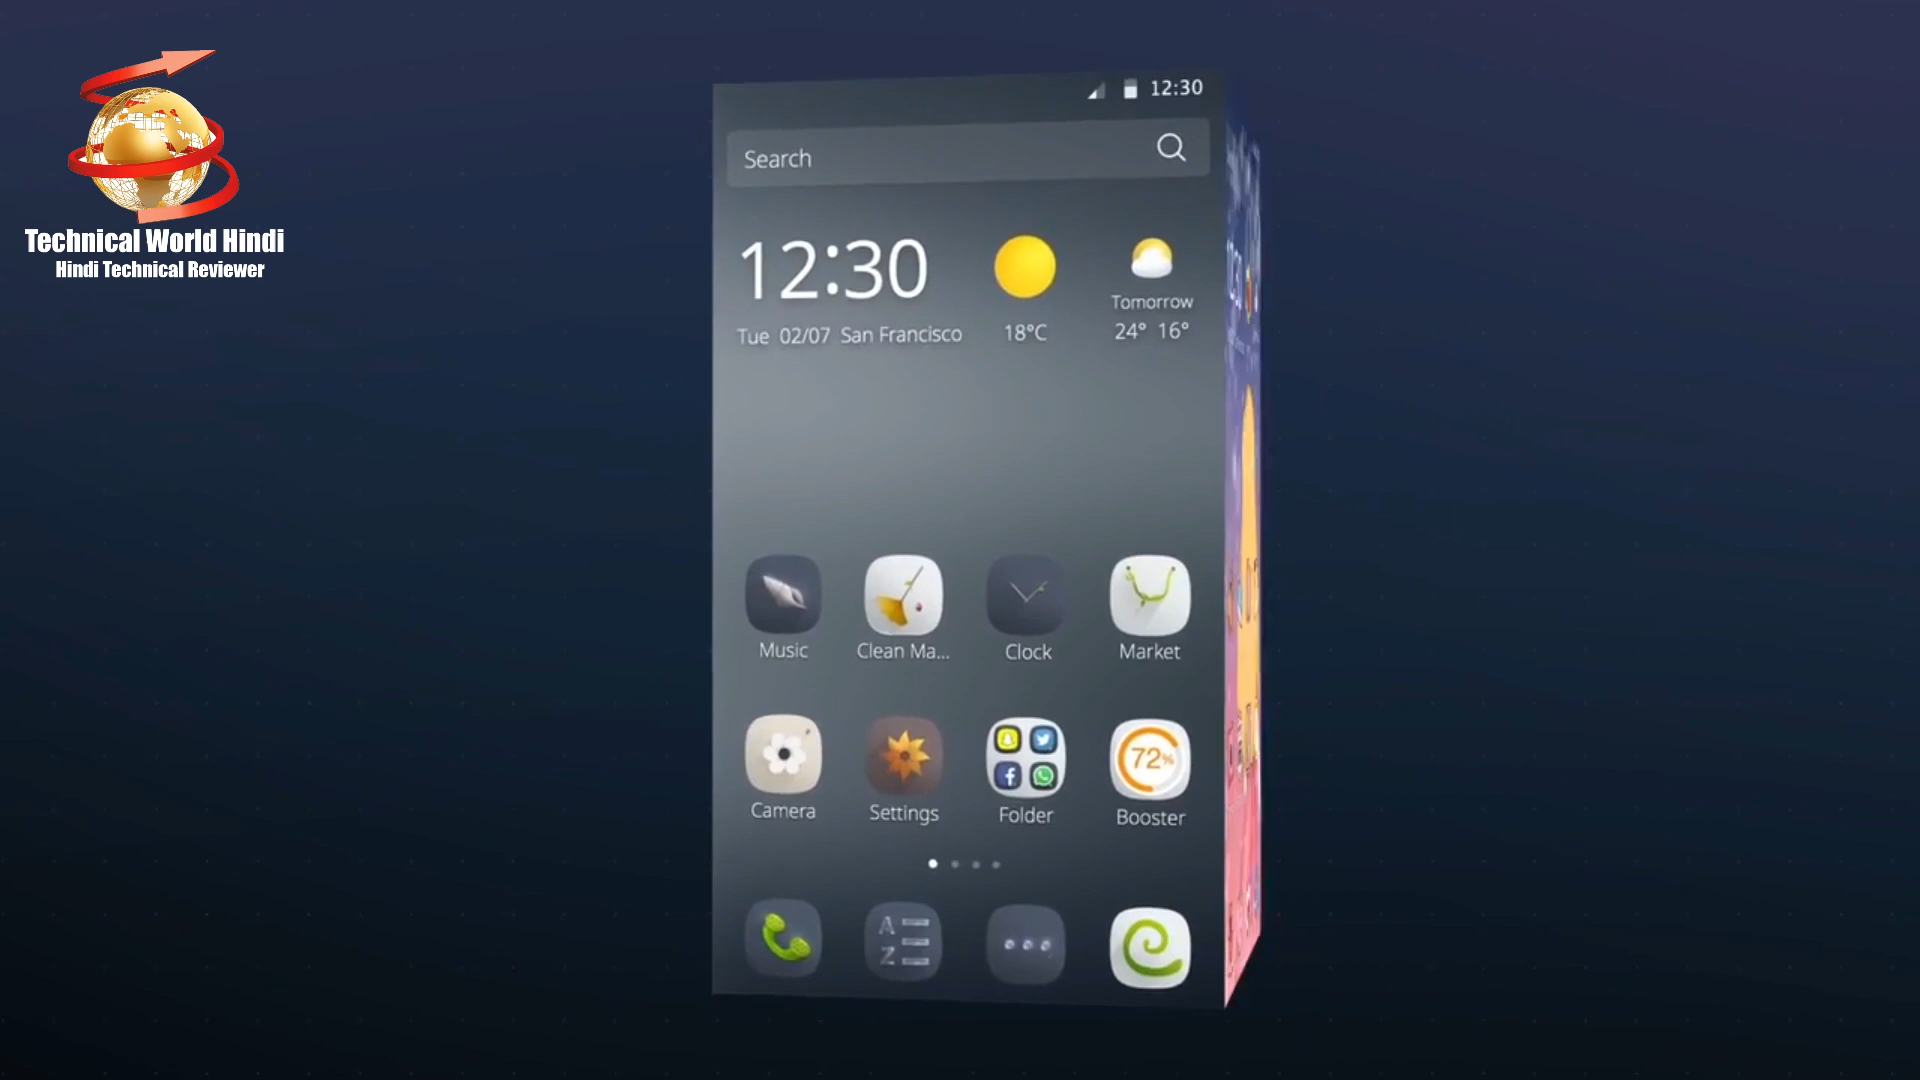 Technical World Hindi
Hindi Technical Reviewer
12:30
Search
12:30
Tue 02/07 San Francisco
18°C
Tomorrow
24° 16°
Music
Clean Ma...
Clock
Market
72%
Camera
Settings
Folder
Booster
A
Z